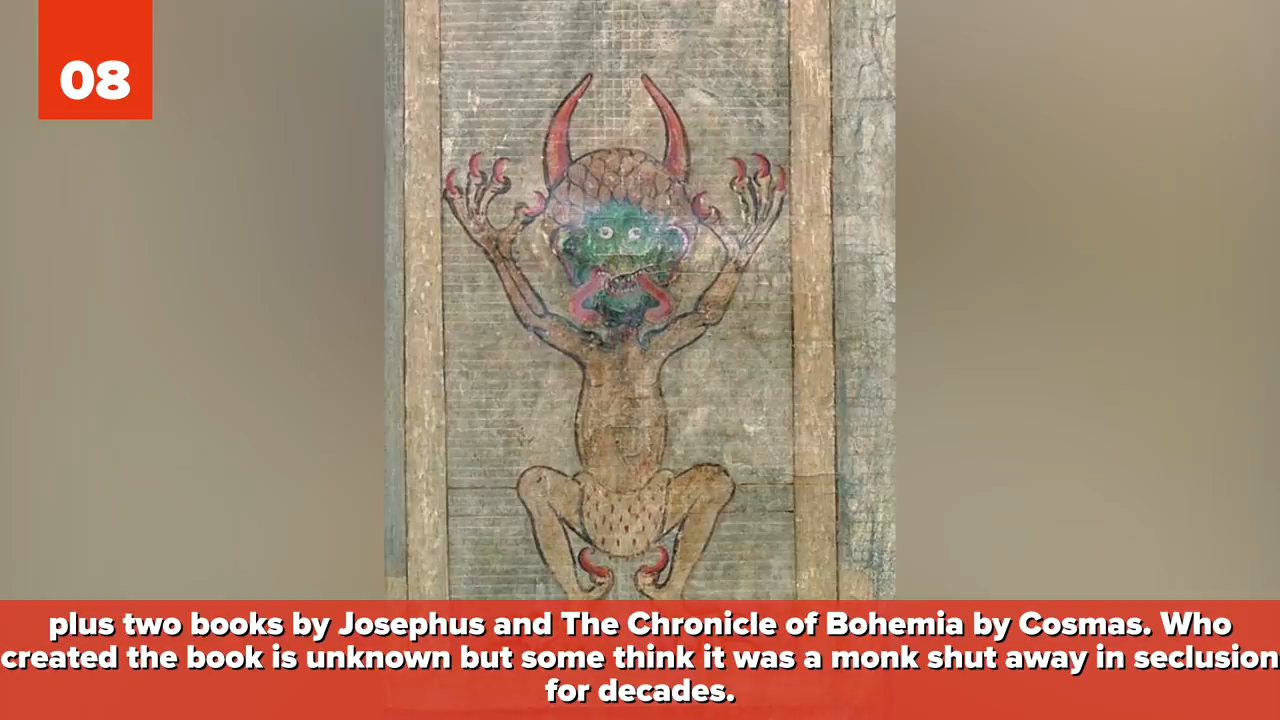 08
plus two books by Josephus and The Chronicle of Bohemia by Cosmas. Who
created the book is unknown but some think it was a monk shut away in seclusion
for decades.